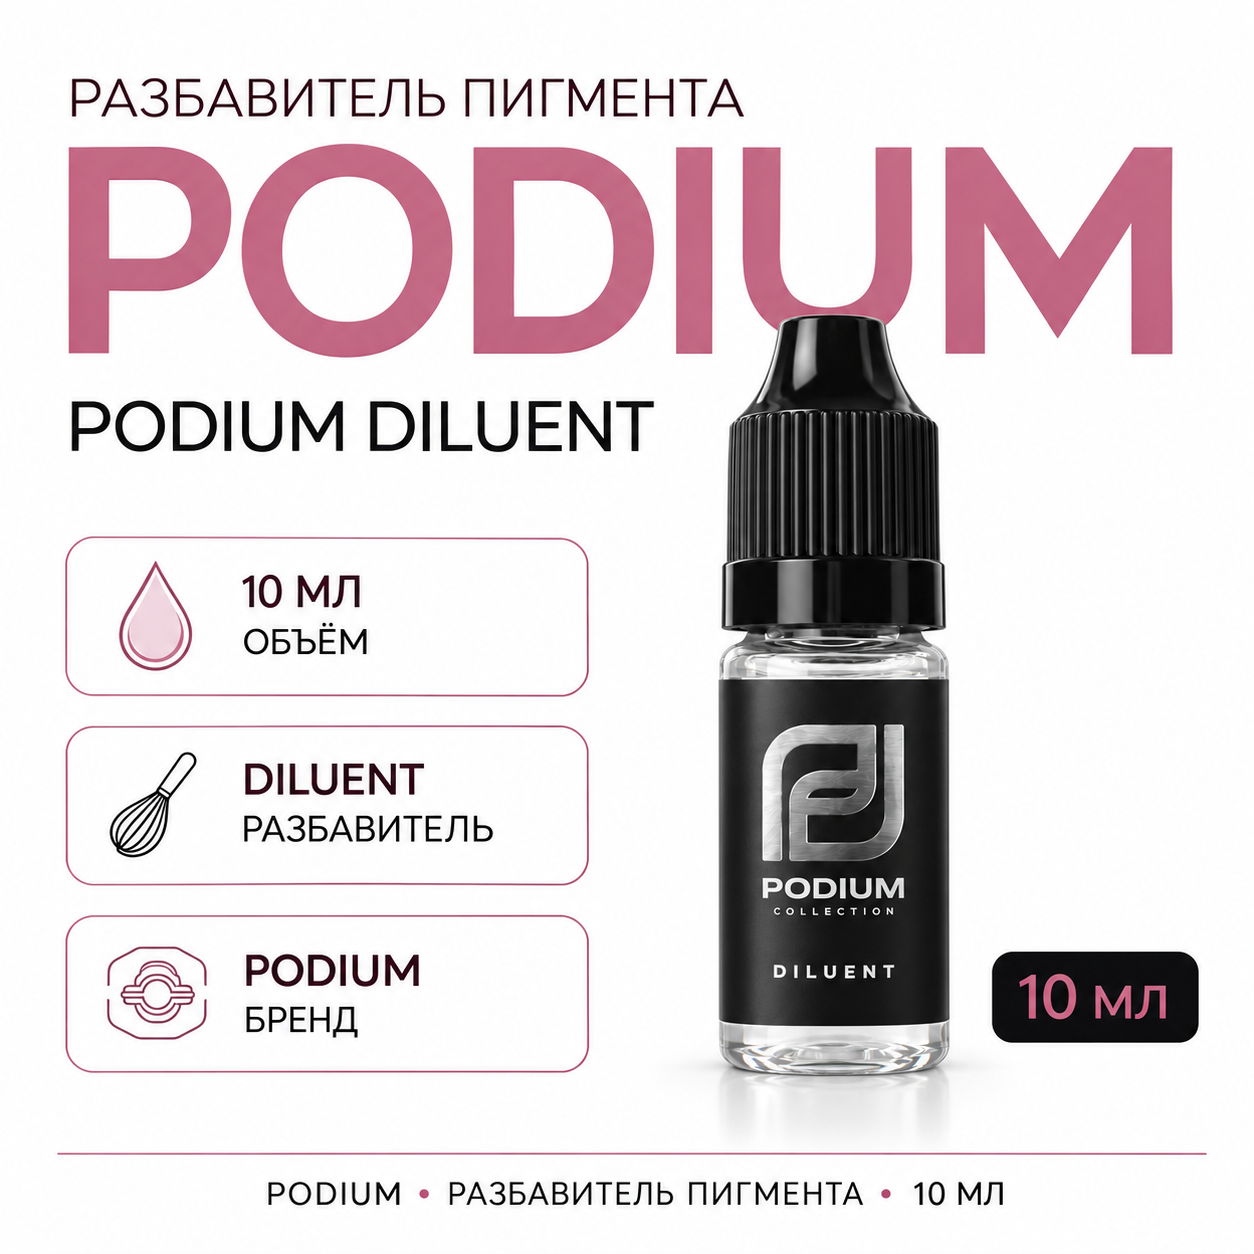 РАЗБАВИТЕЛЬ ПИГМЕНТА
PODIUM
PODIUM DILUENT
10 МЛ
ОБЪЁМ
DILUENT
РАЗБАВИТЕЛЬ
PODIUM
БРЕНД
PODIUM
COLLECTION
DILUENT
10 МЛ
PODIUM • РАЗБАВИТЕЛЬ ПИГМЕНТА • 10 МЛ